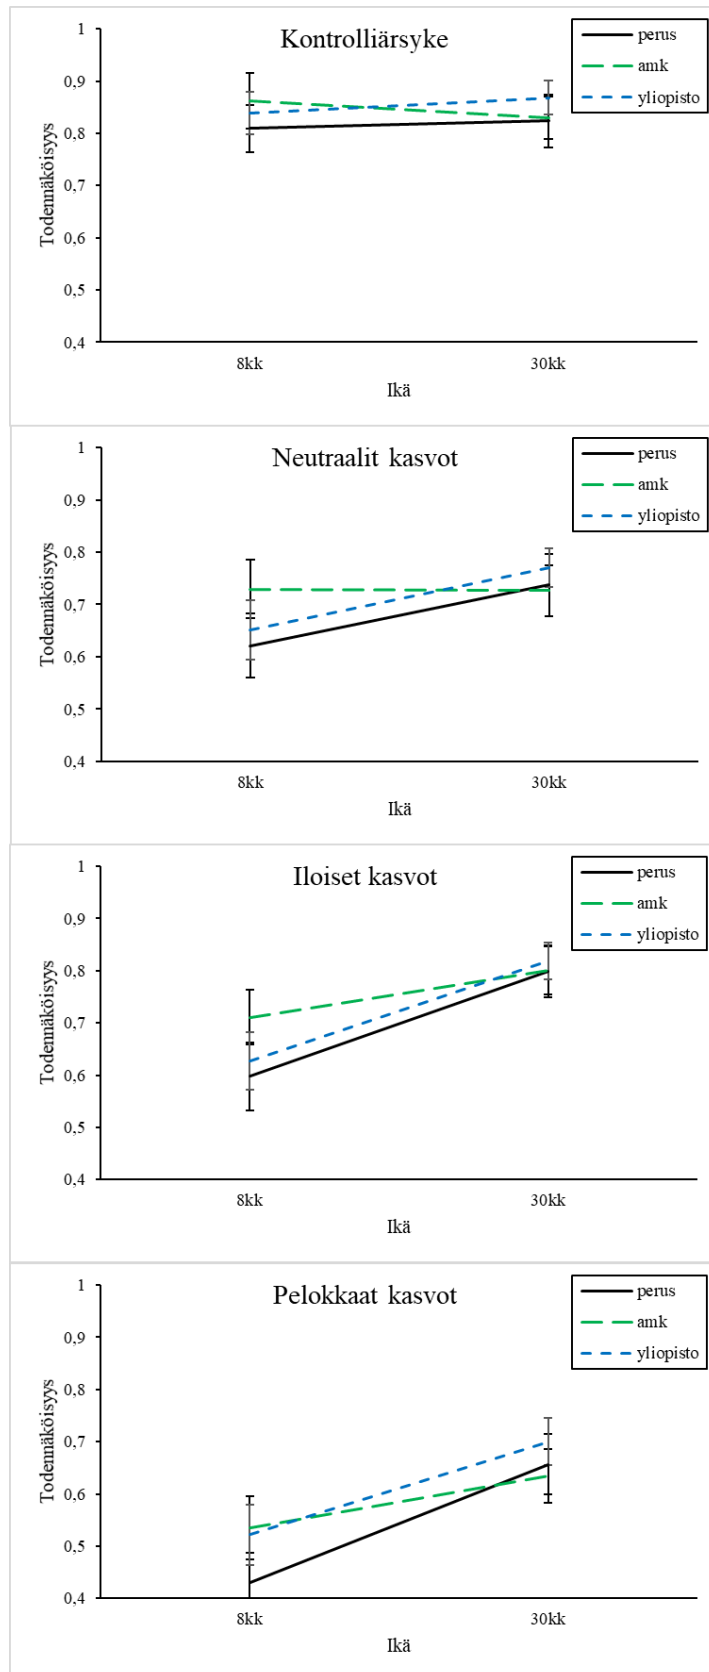 Kontrolliärsyke
perus
amk
yliopisto
1
0,9
0,8
0,7
0,6
0,5
0,4
Todennäköisyys
8kk
30kk
Ikä
Neutraalit kasvot
perus
amk
yliopisto
1
0,9
0,8
0,7
0,6
0,5
0,4
Todennäköisyys
8kk
30kk
Ikä
Iloiset kasvot
perus
amk
yliopisto
1
0,9
0,8
0,7
0,6
0,5
0,4
Todennäköisyys
8kk
30kk
Ikä
Pelokkaat kasvot
perus
amk
yliopisto
1
0,9
0,8
0,7
0,6
0,5
0,4
Todennäköisyys
8kk
30kk
Ikä